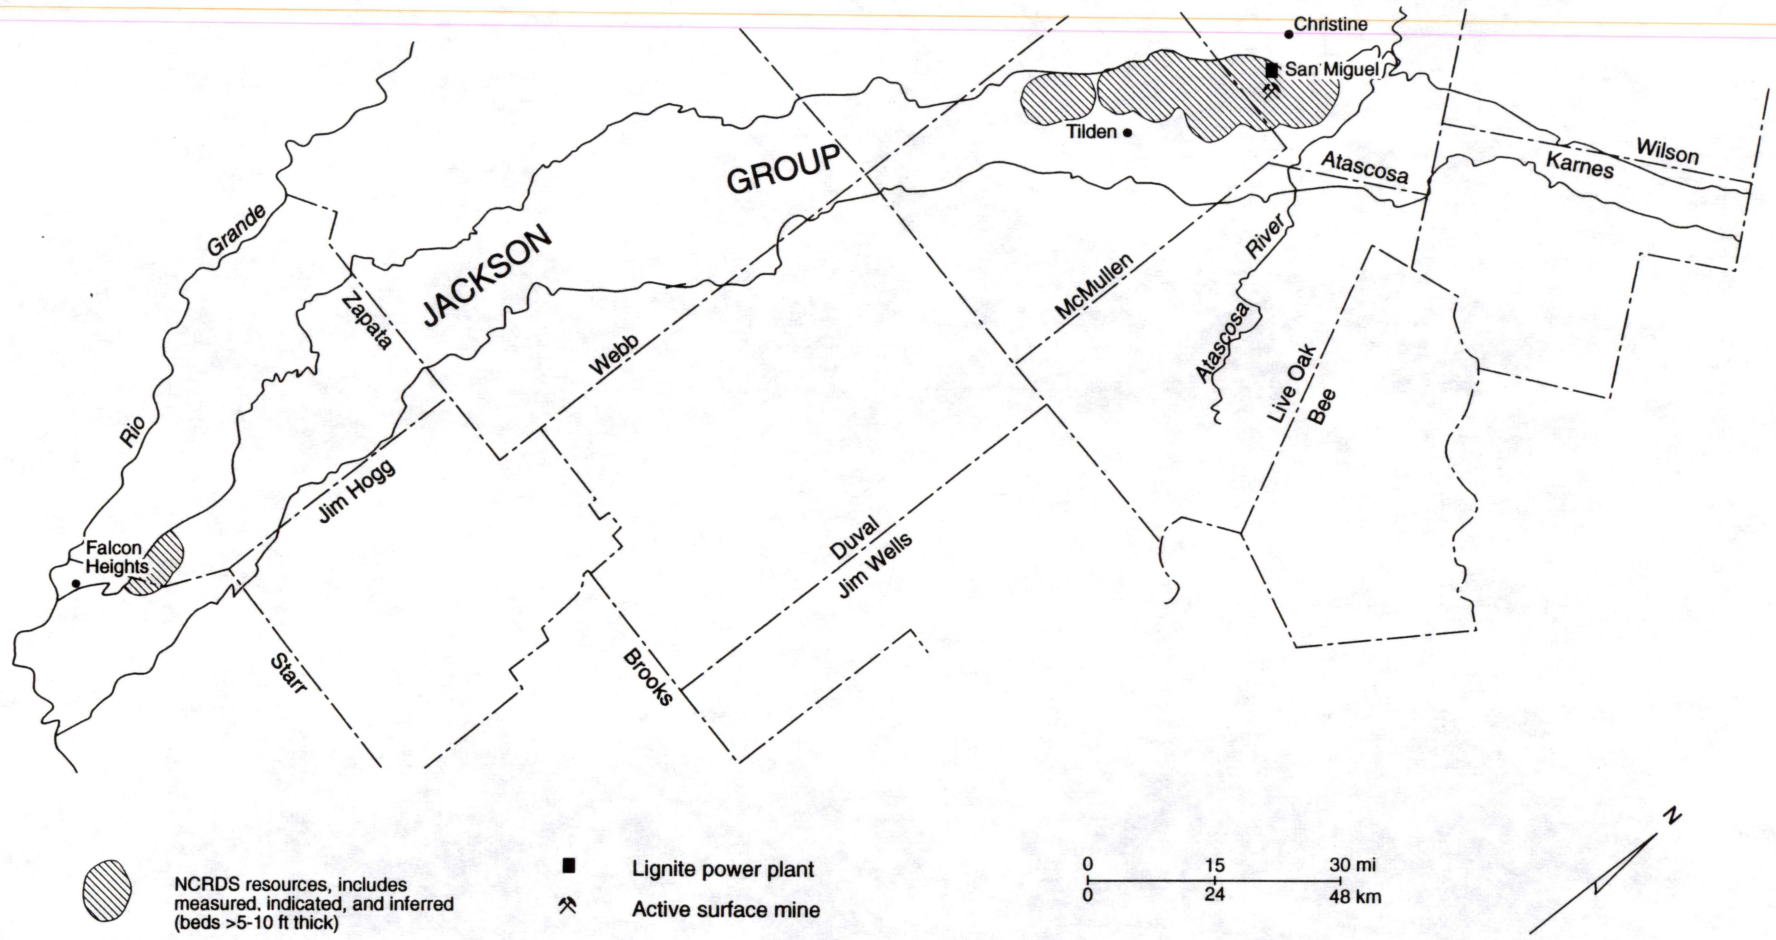 Christine
San Miguel
Tilden
Wilson
Karnes
Atascosa
GROUP
JACKSON
Grande
Rio
River
Atascosa
McMullen
Zapata
Webb
Live Oak
Bee
Jim Hogg
Duval
Jim Wells
Falcon
Heights
Starr
Brooks
N
NCRDS resources, includes
measured, indicated, and inferred
(beds >5-10 ft thick)
Lignite power plant
Active surface mine
0 15 30 mi
0 24 48 km